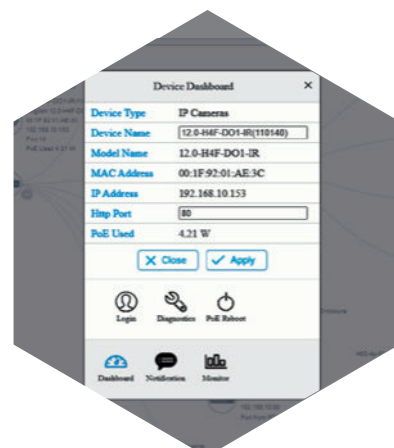 Device Dashboard ×
Device Type IP Cameras
Device Name 12.0-H4F-DO1-IR(110140)
Model Name 12.0-H4F-DO1-IR
MAC Address 00:1F:92:01:AE:3C
IP Address 192.168.10.153
Http Port 80
PoE Used 4.21 W
Close Apply
Login Diagnostics PoE Reboot
Dashboard Notification Monitor